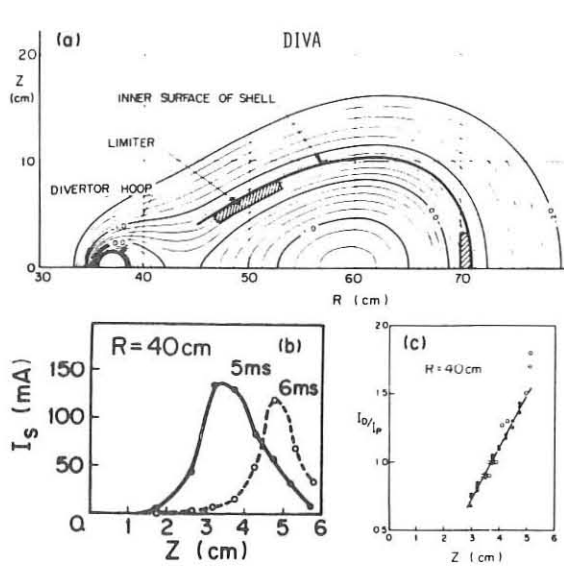 (a) DIVA
Z
(cm)
20
INNER SURFACE OF SHELL
LIMITER
10
DIVERTOR HOOP
0
30 40 50 60 70
R (cm)
R=40cm (b)
5ms
6ms
150
100
50
0
I_S (mA)
1 2 3 4 5 6
Z (cm)
(c)
R=40cm
2.0
1.5
I_D/I_P
1.0
0.5
0 1 2 3 4 5 6
Z (cm)